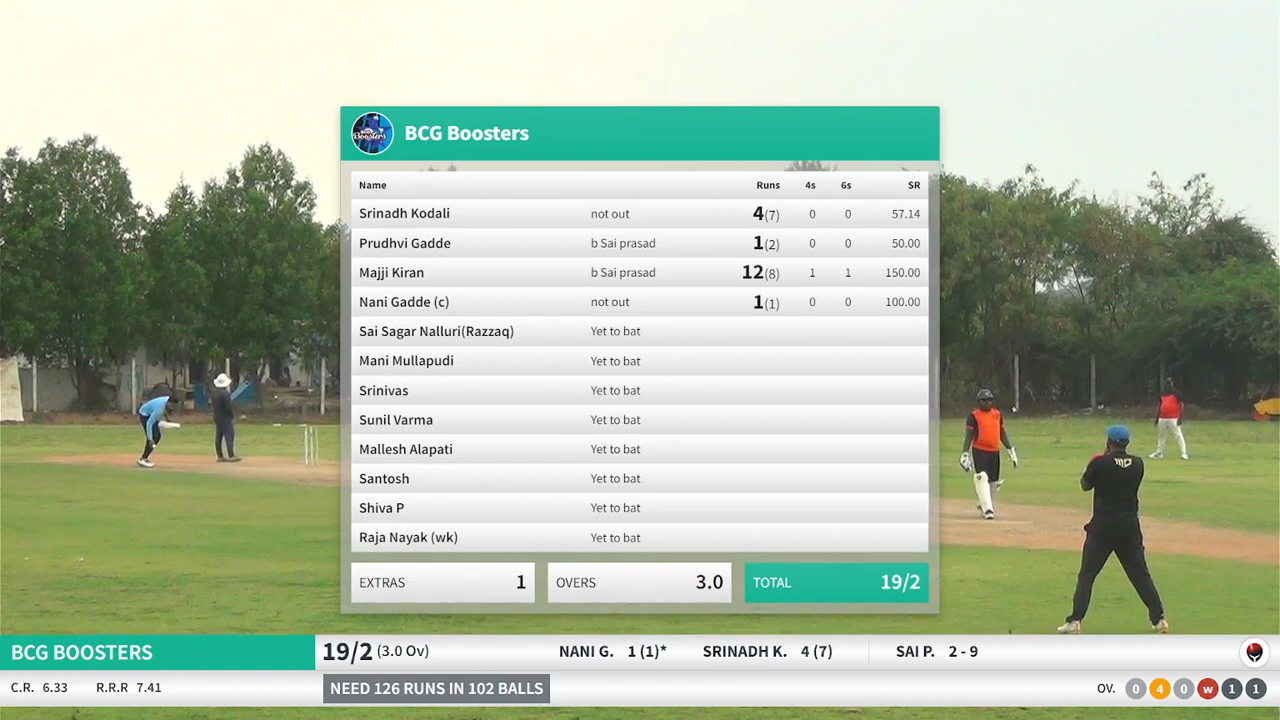 BCG Boosters
Name Runs 4s 6s SR
Srinadh Kodali not out 4(7) 0 0 57.14
Prudhvi Gadde b Sai prasad 1(2) 0 0 50.00
Majji Kiran b Sai prasad 12(8) 1 1 150.00
Nani Gadde (c) not out 1(1) 0 0 100.00
Sai Sagar Nalluri(Razzaq) Yet to bat
Mani Mullapudi Yet to bat
Srinivas Yet to bat
Sunil Varma Yet to bat
Mallesh Alapati Yet to bat
Santosh Yet to bat
Shiva P Yet to bat
Raja Nayak (wk) Yet to bat
EXTRAS 1 OVERS 3.0 TOTAL 19/2
BCG BOOSTERS 19/2 (3.0 Ov) NANI G. 1 (1)* SRINADH K. 4 (7) SAI P. 2 - 9
C.R. 6.33 R.R.R 7.41 NEED 126 RUNS IN 102 BALLS OV. 0 4 0 w 1 1